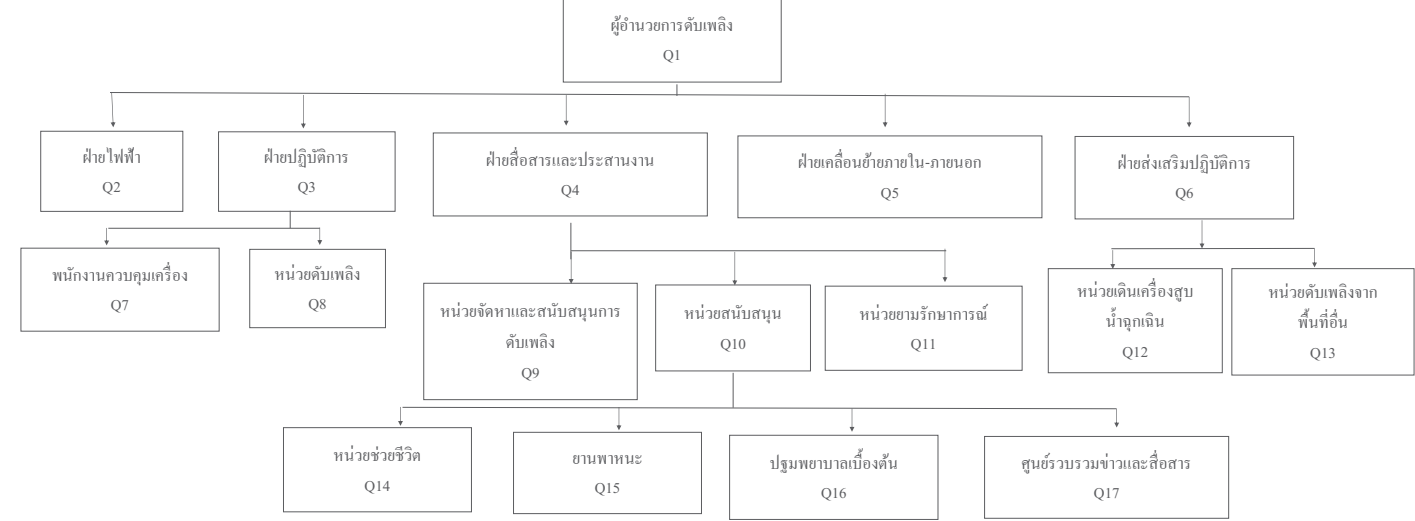 ผู้อำนวยการดับเพลิง
Q1
ฝ่ายไฟฟ้า
Q2
ฝ่ายปฏิบัติการ
Q3
ฝ่ายสื่อสารและประสานงาน
Q4
ฝ่ายเคลื่อนย้ายภายใน-ภายนอก
Q5
ฝ่ายส่งเสริมปฏิบัติการ
Q6
พนักงานควบคุมเครื่อง
Q7
หน่วยดับเพลิง
Q8
หน่วยจัดหาและสนับสนุนการ
ดับเพลิง
Q9
หน่วยสนับสนุน
Q10
หน่วยยามรักษาการณ์
Q11
หน่วยเดินเครื่องสูบ
น้ำฉุกเฉิน
Q12
หน่วยดับเพลิงจาก
พื้นที่อื่น
Q13
หน่วยช่วยชีวิต
Q14
ยานพาหนะ
Q15
ปฐมพยาบาลเบื้องต้น
Q16
ศูนย์รวบรวมข่าวและสื่อสาร
Q17